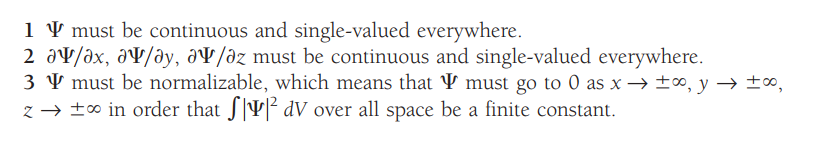 1 Ψ must be continuous and single-valued everywhere.
2 ∂Ψ/∂x, ∂Ψ/∂y, ∂Ψ/∂z must be continuous and single-valued everywhere.
3 Ψ must be normalizable, which means that Ψ must go to 0 as x → ±∞, y → ±∞,
z → ±∞ in order that ∫|Ψ|² dV over all space be a finite constant.